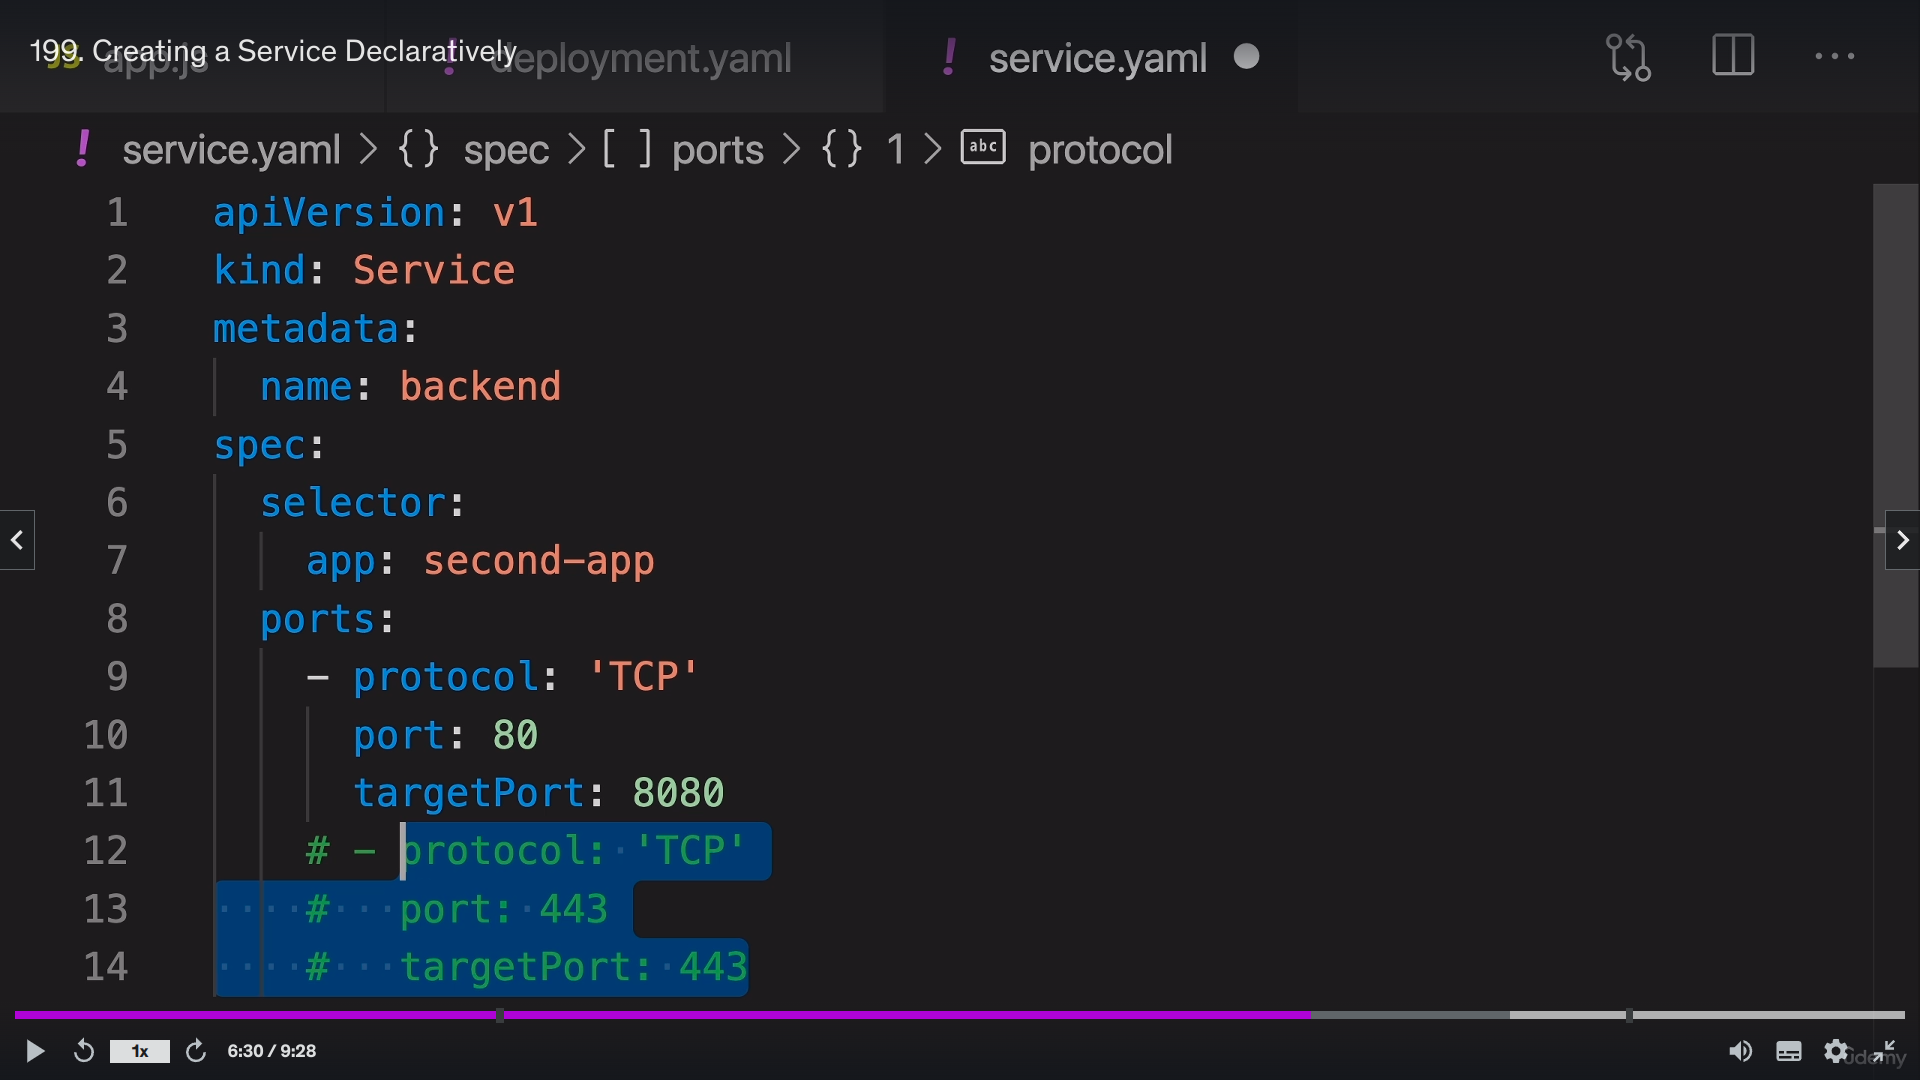 199. Creating a Service Declaratively
JS app.js
! deployment.yaml
! service.yaml
! service.yaml > {} spec > [ ] ports > {} 1 > abc protocol
1 apiVersion: v1
2 kind: Service
3 metadata:
4 name: backend
5 spec:
6 selector:
7 app: second-app
8 ports:
9 - protocol: 'TCP'
10 port: 80
11 targetPort: 8080
12 # - protocol: 'TCP'
13 # port: 443
14 # targetPort: 443
1x
6:30 / 9:28
udemy